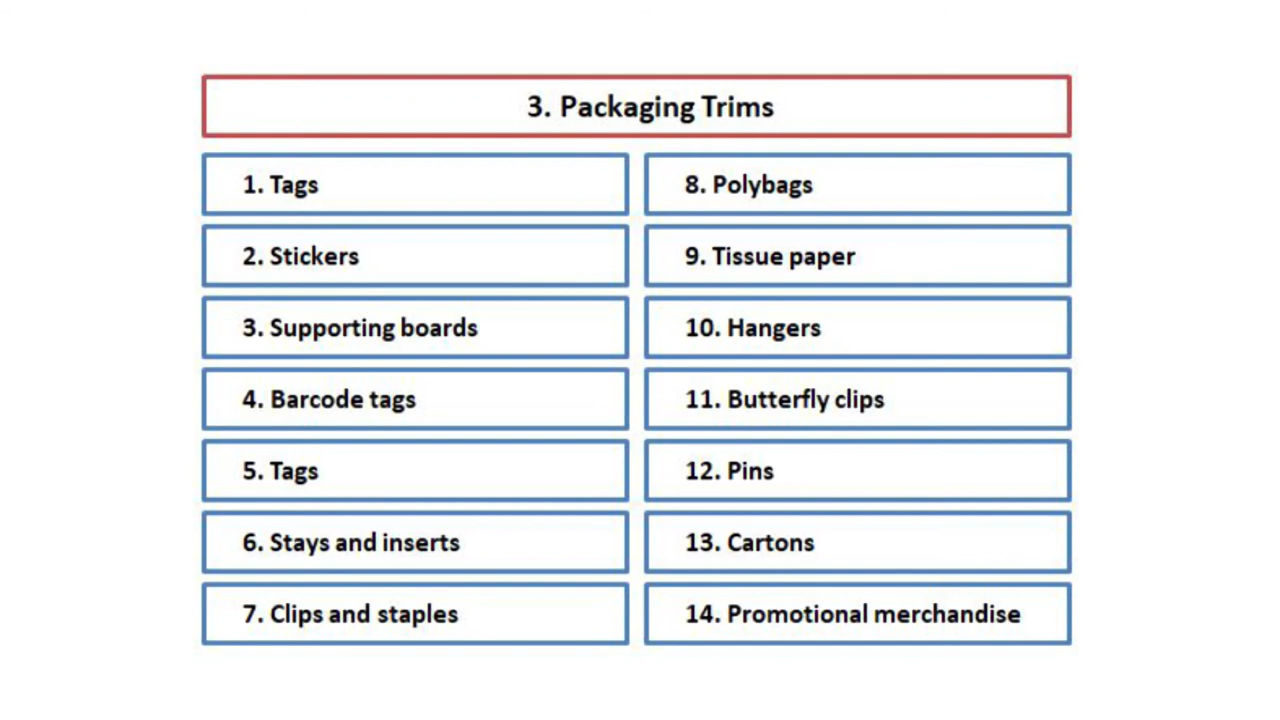 3. Packaging Trims
1. Tags
2. Stickers
3. Supporting boards
4. Barcode tags
5. Tags
6. Stays and inserts
7. Clips and staples
8. Polybags
9. Tissue paper
10. Hangers
11. Butterfly clips
12. Pins
13. Cartons
14. Promotional merchandise